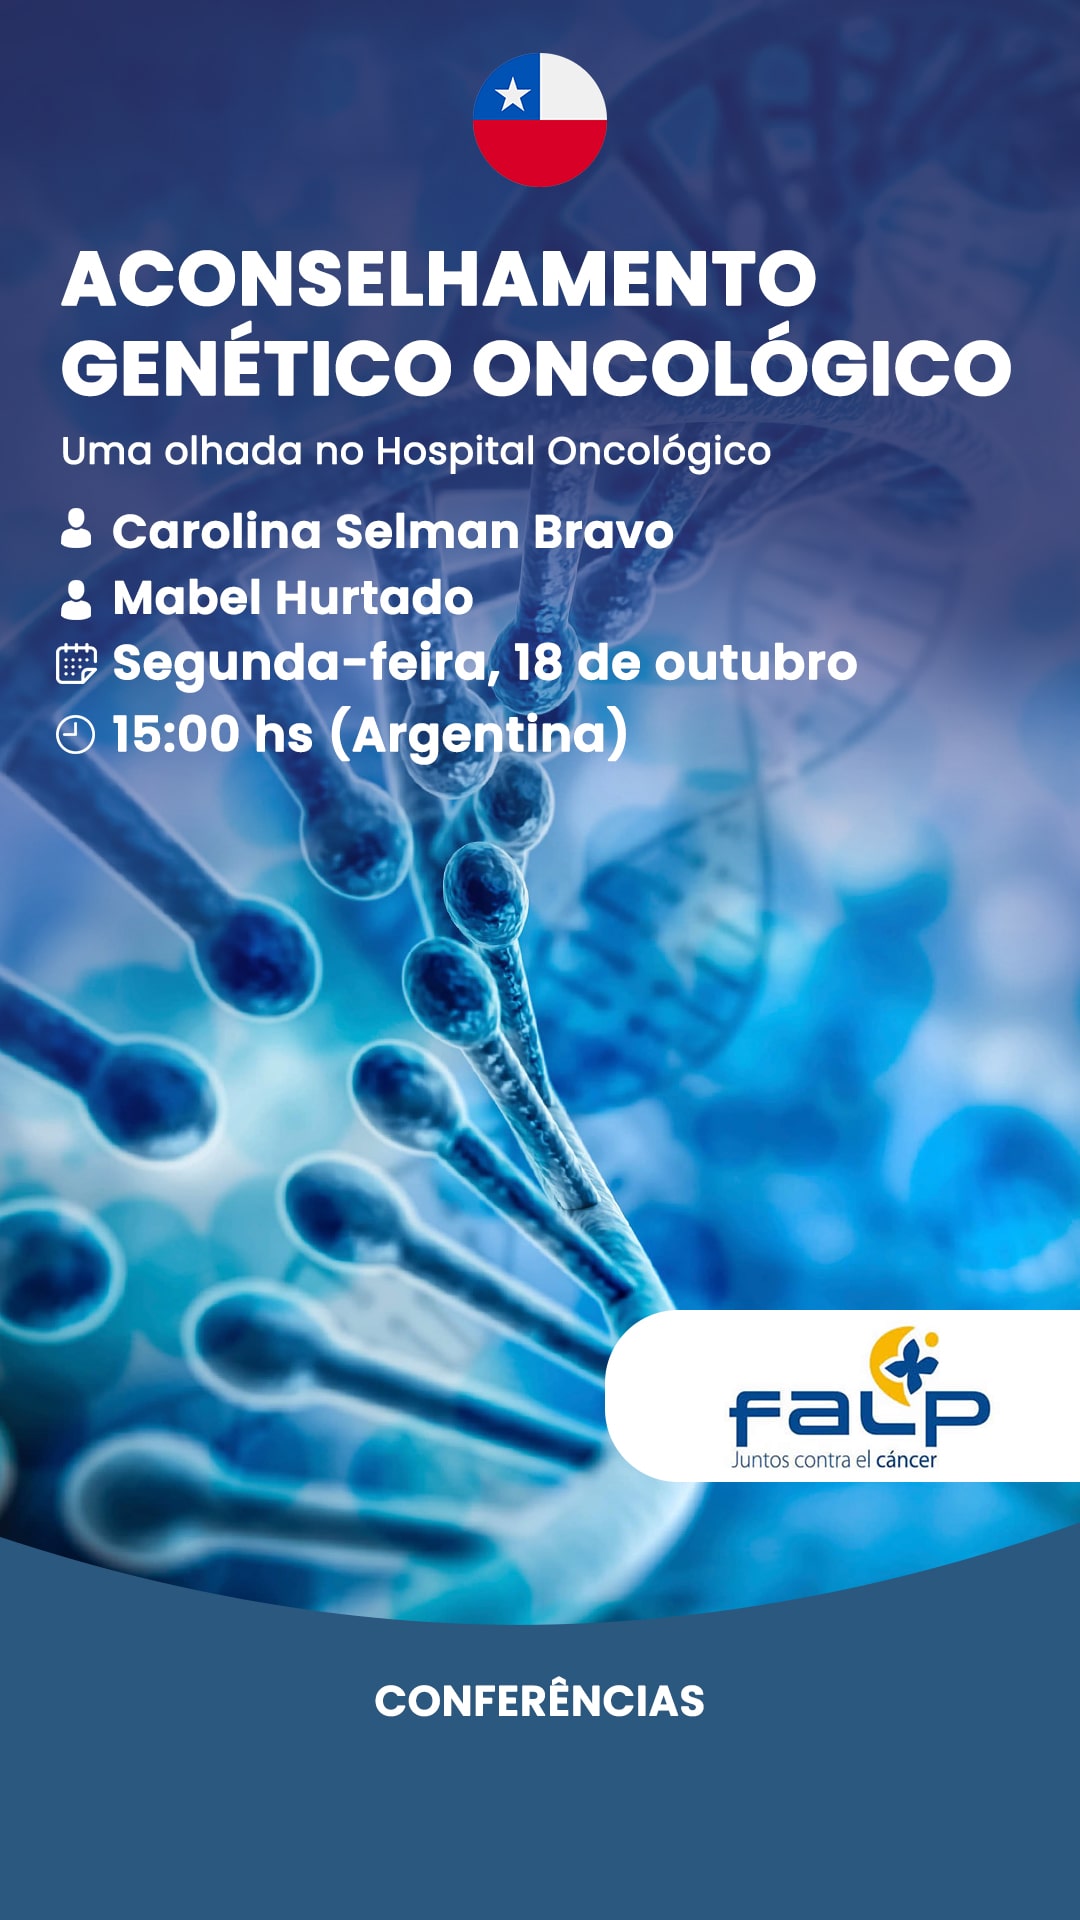 ACONSELHAMENTO
GENÉTICO ONCOLÓGICO
Uma olhada no Hospital Oncológico
Carolina Selman Bravo
Mabel Hurtado
Segunda-feira, 18 de outubro
15:00 hs (Argentina)
faLp
Juntos contra el cáncer
CONFERÊNCIAS